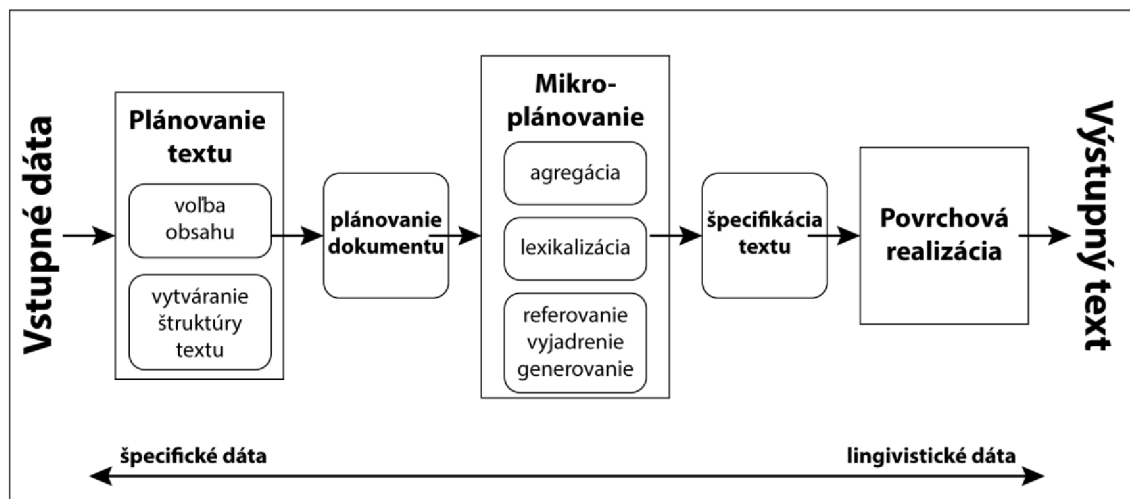 Vstupné dáta
Plánovanie
textu
voľba
obsahu
vytváranie
štruktúry
textu
plánovanie
dokumentu
Mikro-
plánovanie
agregácia
lexikalizácia
referovanie
vyjadrenie
generovanie
špecifikácia
textu
Povrchová
realizácia
Výstupný text
špecifické dáta
lingivistické dáta